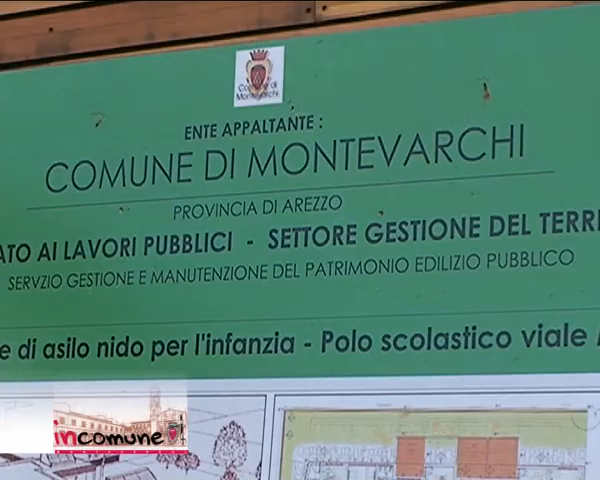 Comune di
Montevarchi
ENTE APPALTANTE :
COMUNE DI MONTEVARCHI
PROVINCIA DI AREZZO
ATO AI LAVORI PUBBLICI - SETTORE GESTIONE DEL TERRI
SERVZIO GESTIONE E MANUTENZIONE DEL PATRIMONIO EDILIZIO PUBBLICO
e di asilo nido per l'infanzia - Polo scolastico viale
incomune